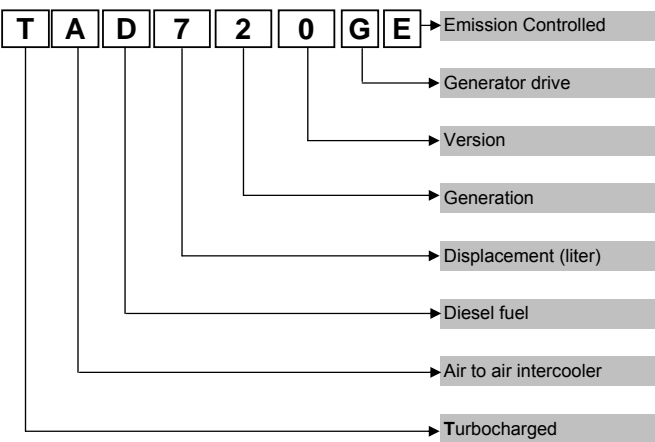 T A D 7 2 0 G E
Emission Controlled
Generator drive
Version
Generation
Displacement (liter)
Diesel fuel
Air to air intercooler
Turbocharged